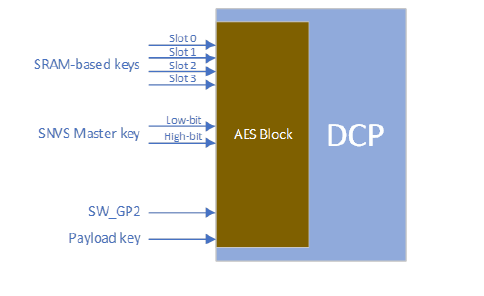 Slot 0
Slot 1
SRAM-based keys
Slot 2
Slot 3
Low-bit
SNVS Master key
High-bit
AES Block
DCP
SW_GP2
Payload key